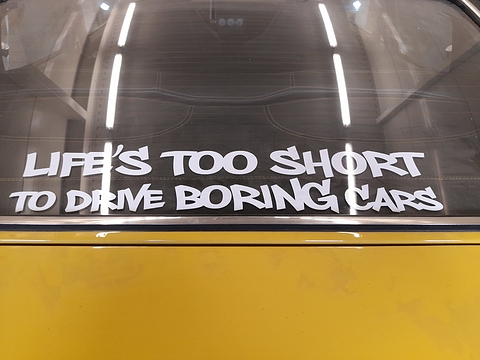 LIFE'S TOO SHORT
TO DRIVE BORING CARS